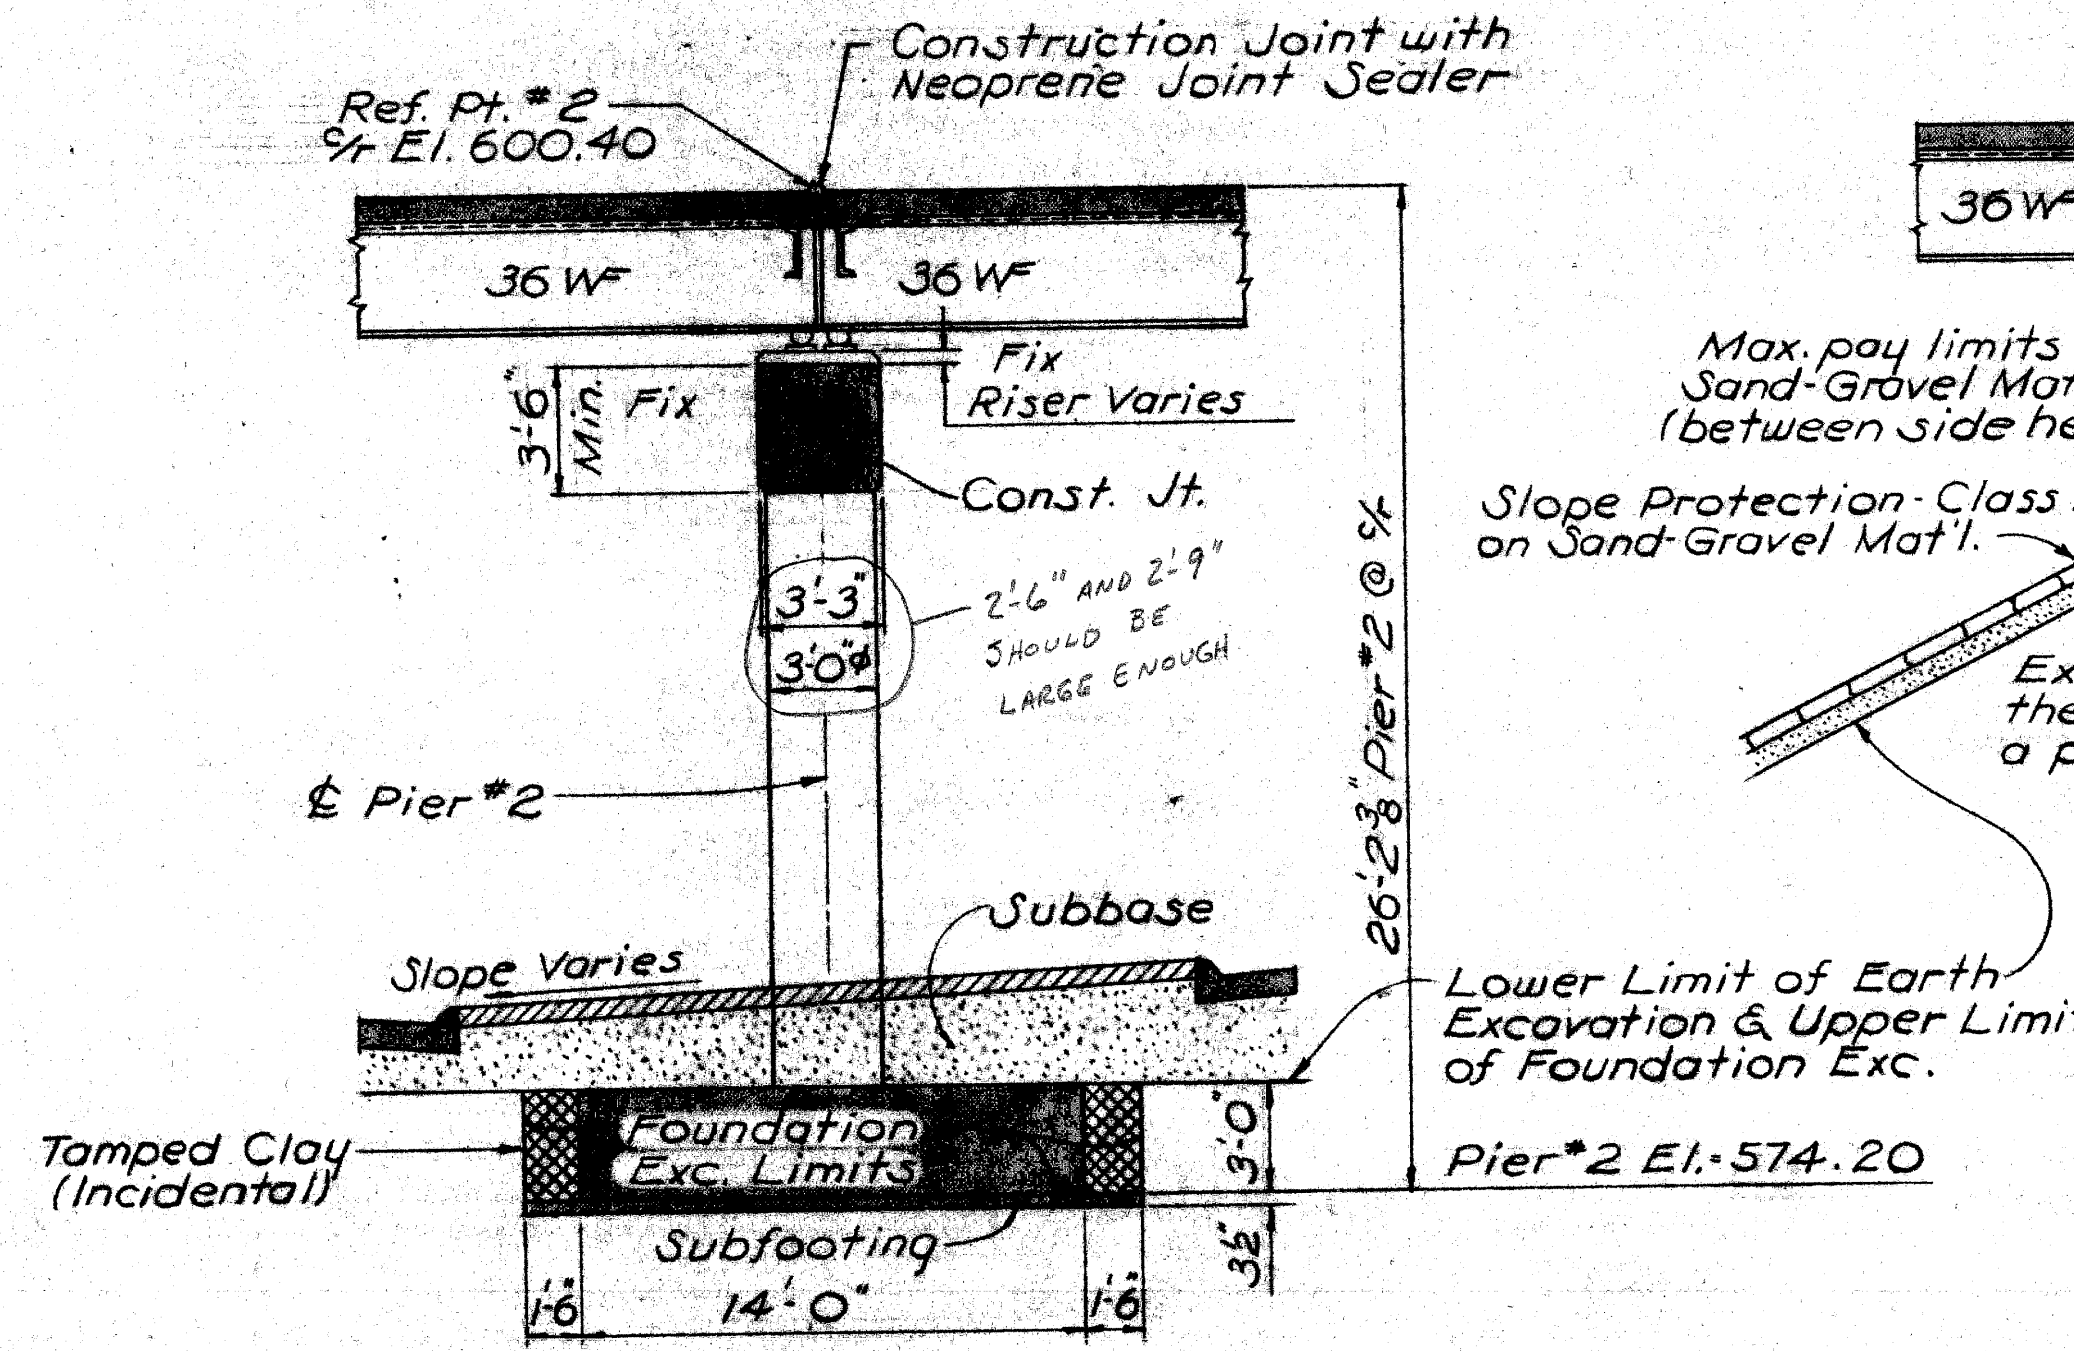 Construction Joint with
Neoprene Joint Sealer
Ref. Pt. #2
℄/r El. 600.40
36 WF
36 WF
36 WF
3'-6"
Min.
Fix
Fix
Riser Varies
Const. Jt.
3'-3"
3'-0"ø
2'-6" AND 2'-9"
SHOULD BE
LARGE ENOUGH
℄ Pier #2
26'-2 3/8" Pier #2 @ ℄/r
Max. pay limits
Sand-Gravel Mat
(between side he
Slope Protection - Class
on Sand-Gravel Mat'l.
Ex
the
a p
Subbase
Slope Varies
Lower Limit of Earth
Excavation & Upper Limit
of Foundation Exc.
Tamped Clay
(Incidental)
Foundation
Exc. Limits
3'-0"
Pier #2 El.=574.20
Subfooting
3½"
1'-6"
14'-0"
1'-6"